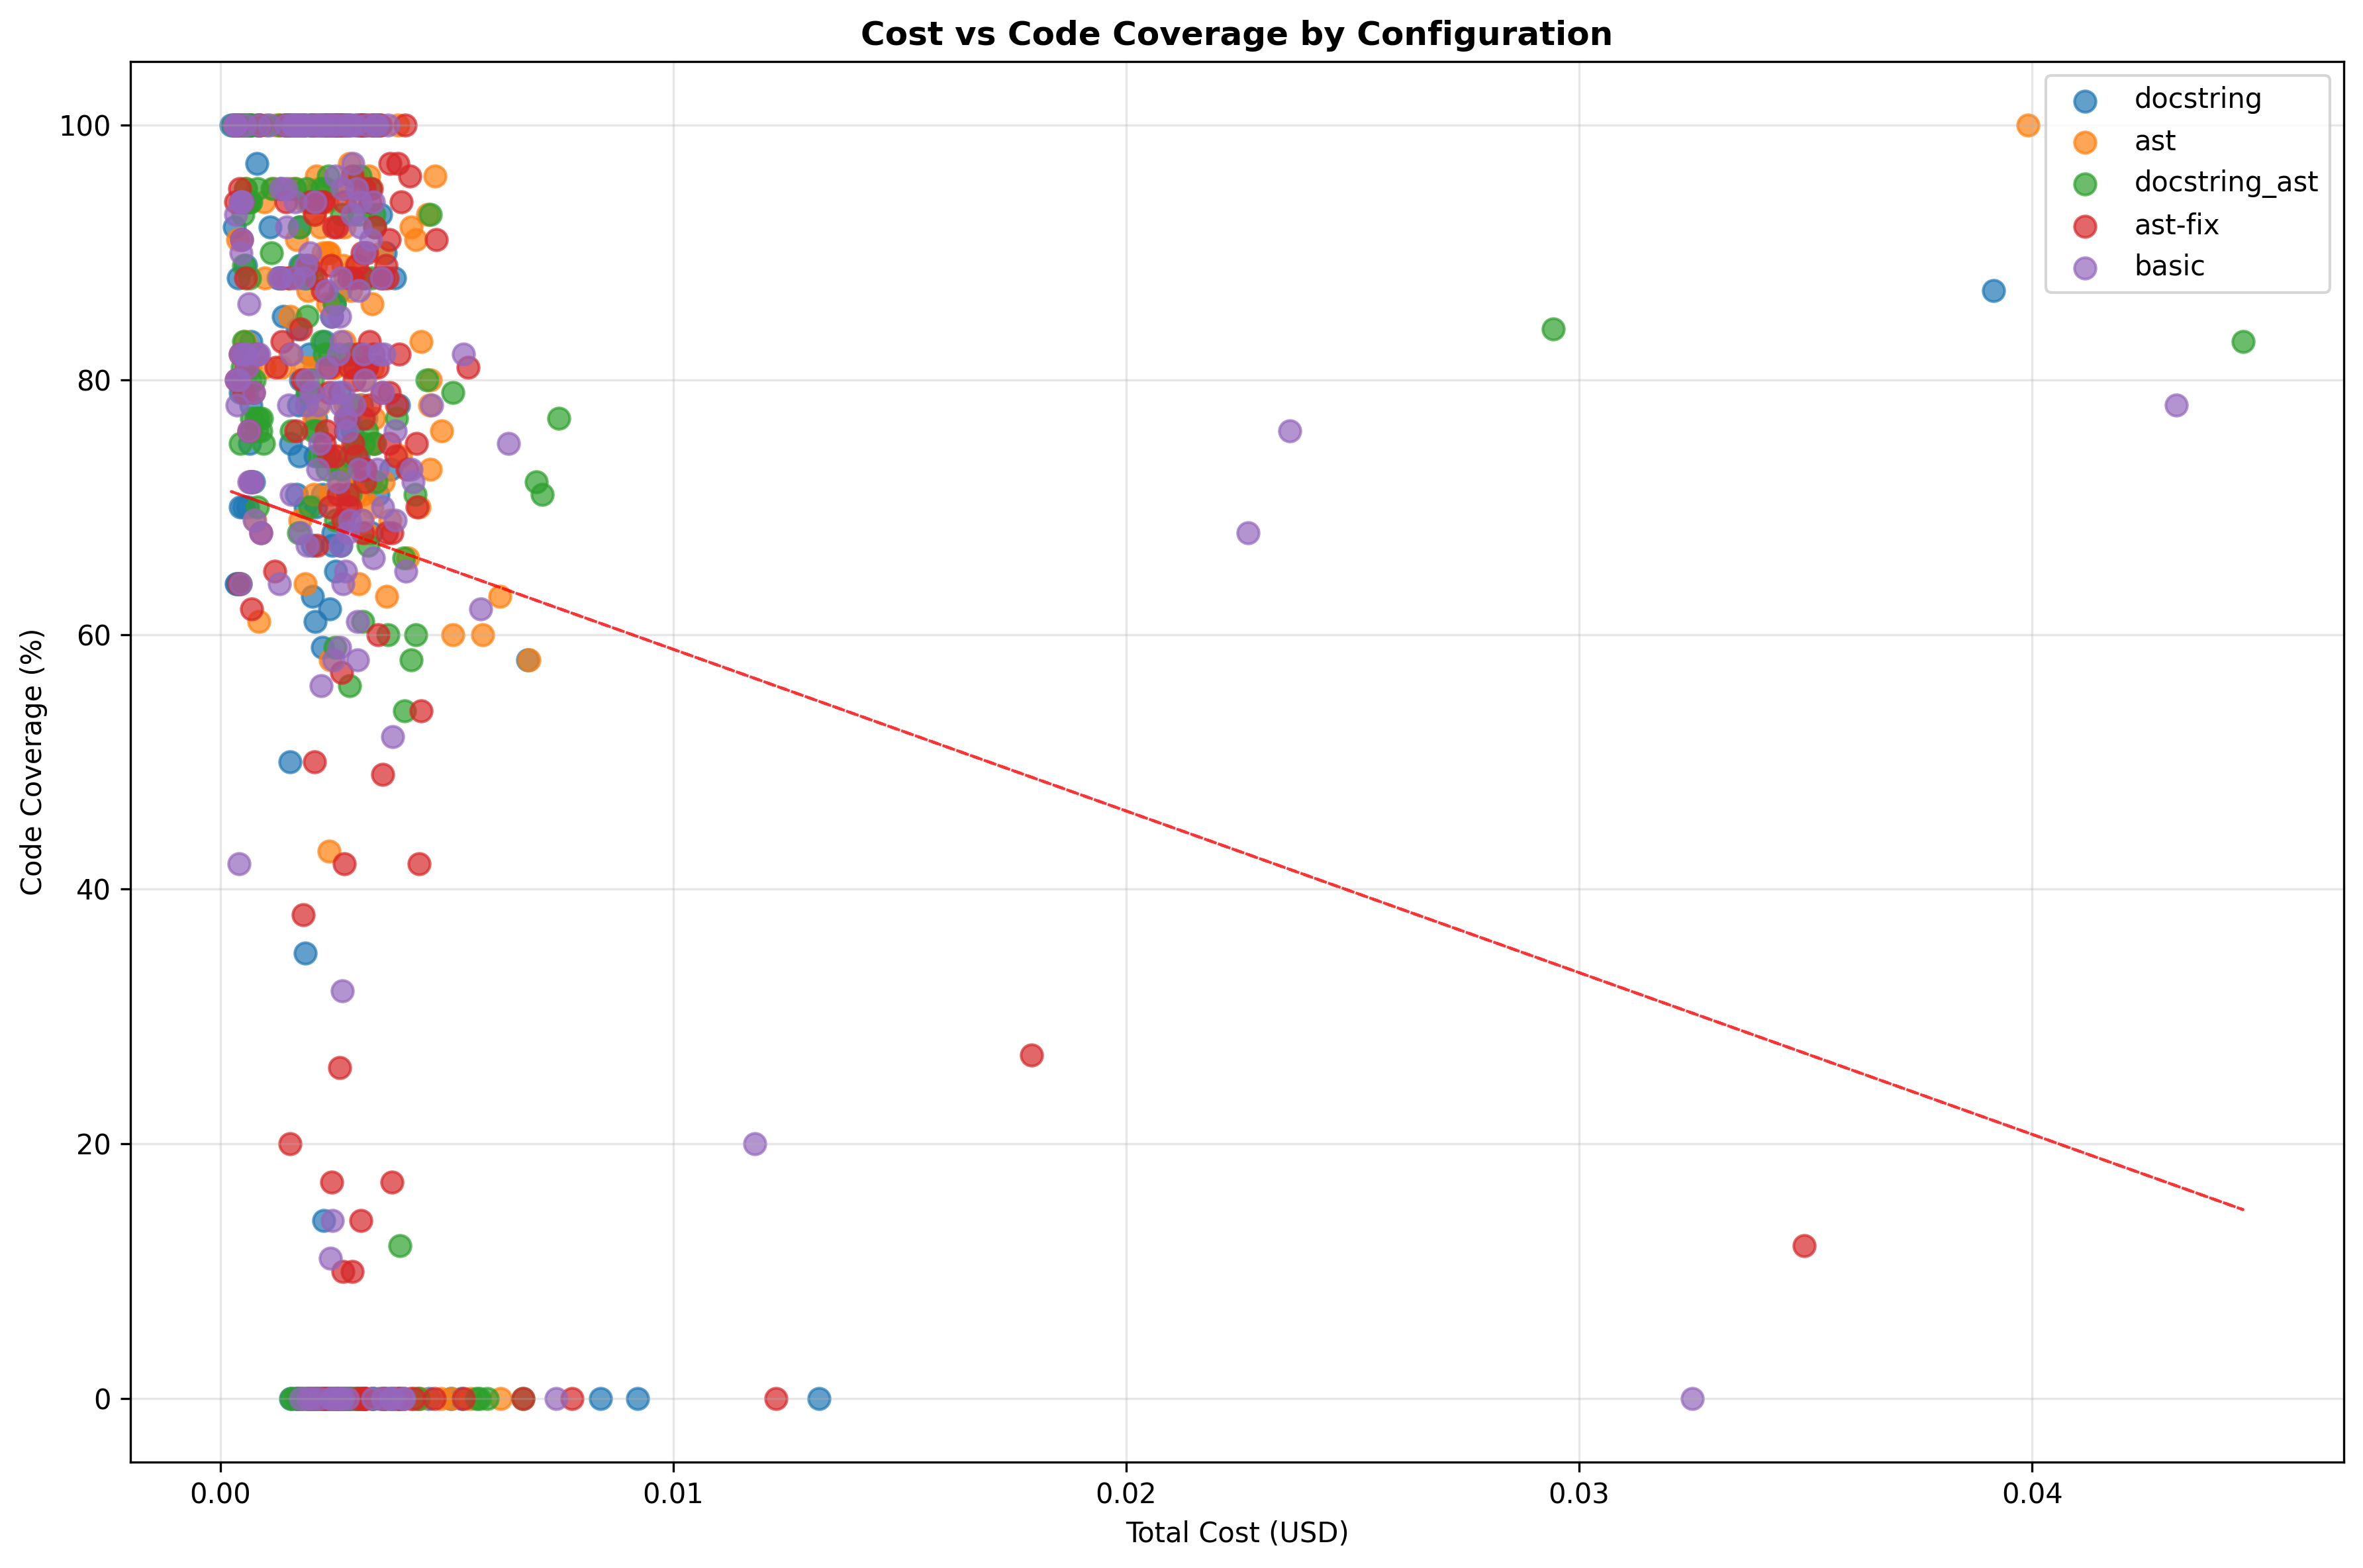 Cost vs Code Coverage by Configuration
docstring
ast
docstring_ast
ast-fix
basic
Code Coverage (%)
100
80
60
40
20
0
0.00 0.01 0.02 0.03 0.04
Total Cost (USD)